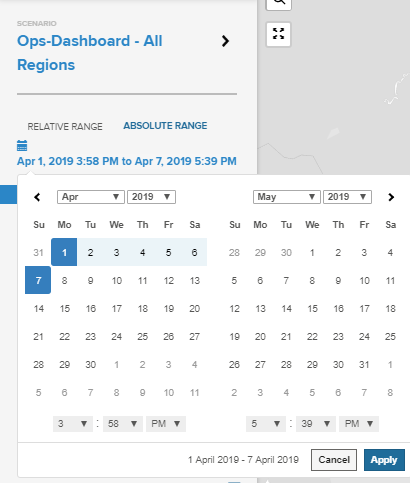 SCENARIO
Ops-Dashboard - All
Regions
RELATIVE RANGE ABSOLUTE RANGE
Apr 1, 2019 3:58 PM to Apr 7, 2019 5:39 PM
Apr 2019 May 2019
Su Mo Tu We Th Fr Sa Su Mo Tu We Th Fr Sa
31 1 2 3 4 5 6 28 29 30 1 2 3 4
7 8 9 10 11 12 13 5 6 7 8 9 10 11
14 15 16 17 18 19 20 12 13 14 15 16 17 18
21 22 23 24 25 26 27 19 20 21 22 23 24 25
28 29 30 1 2 3 4 26 27 28 29 30 31 1
5 6 7 8 9 10 11 2 3 4 5 6 7 8
3 : 58 PM 5 : 39 PM
1 April 2019 - 7 April 2019 Cancel Apply